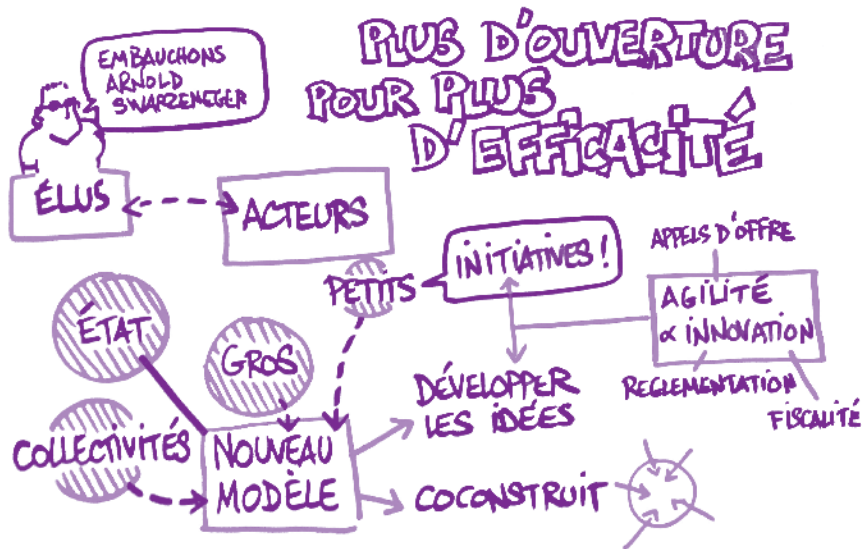 PLUS D'OUVERTURE
POUR PLUS
D'EFFICACITÉ
EMBAUCHONS
ARNOLD
SWARZENEGER
ÉLUS
ACTEURS
PETITS
INITIATIVES !
APPELS D'OFFRE
AGILITÉ
∝ INNOVATION
REGLEMENTATION
FISCALITÉ
ÉTAT
GROS
COLLECTIVITÉS
NOUVEAU
MODÈLE
DÉVELOPPER
LES IDÉES
COCONSTRUIT